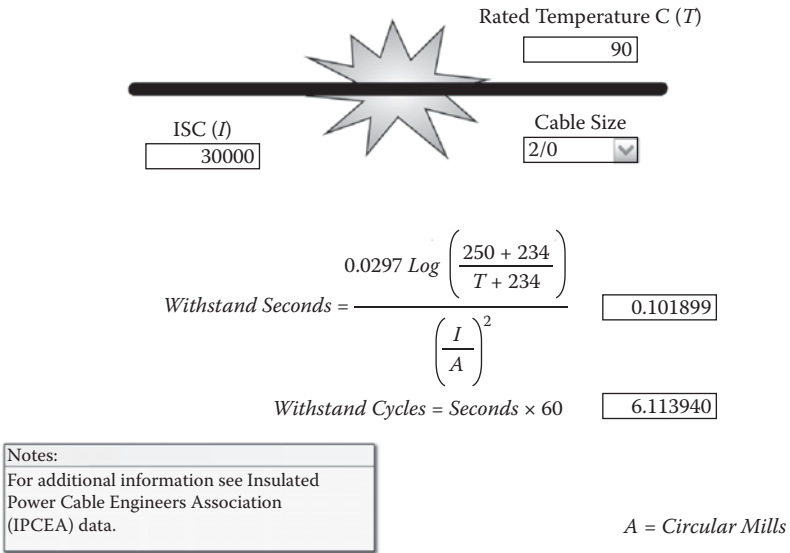 Rated Temperature C (T)
90
ISC (I)
30000
Cable Size
2/0
Withstand Seconds = 0.0297 Log (250 + 234 / T + 234) / (I / A)2
0.101899
Withstand Cycles = Seconds × 60
6.113940
Notes:
For additional information see Insulated
Power Cable Engineers Association
(IPCEA) data.
A = Circular Mills